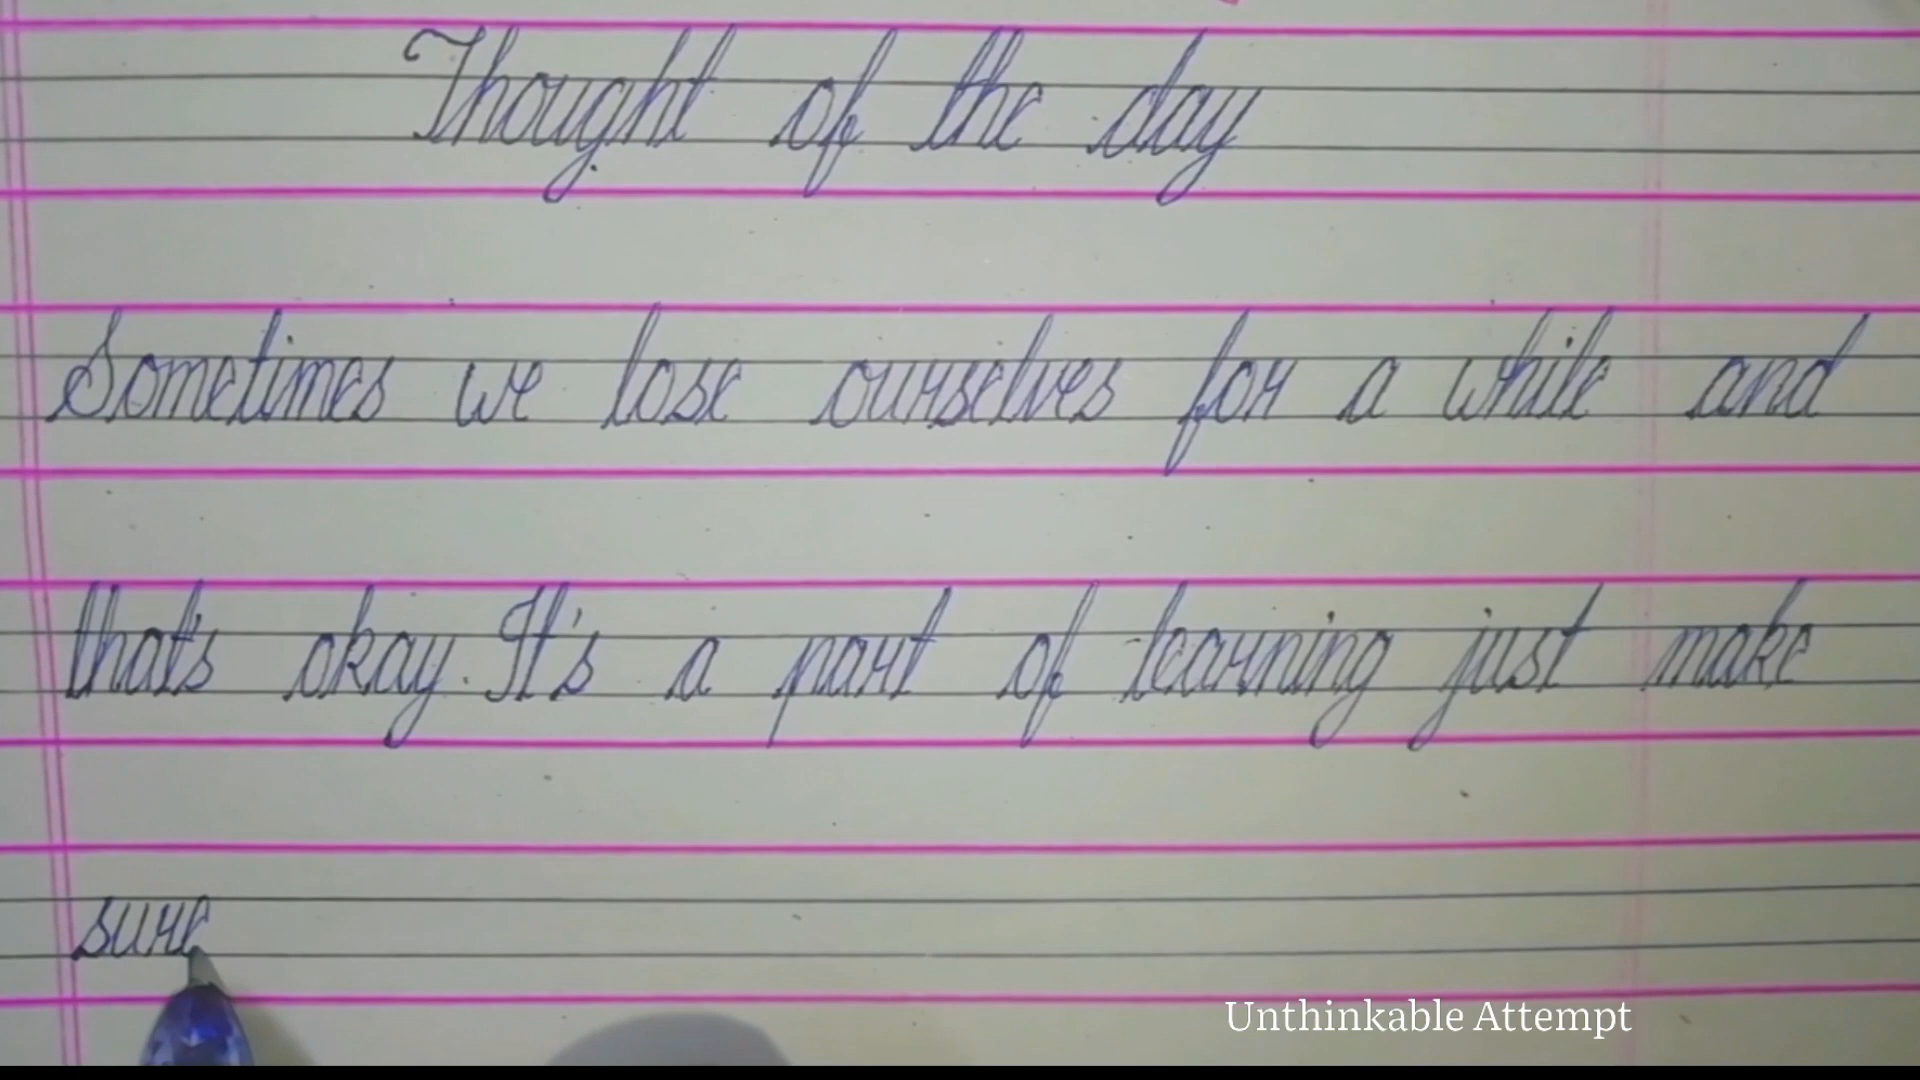 Thought of the day
Sometimes we lose ourselves for a while and
that's okay. It's a part of learning just make
sure
Unthinkable Attempt